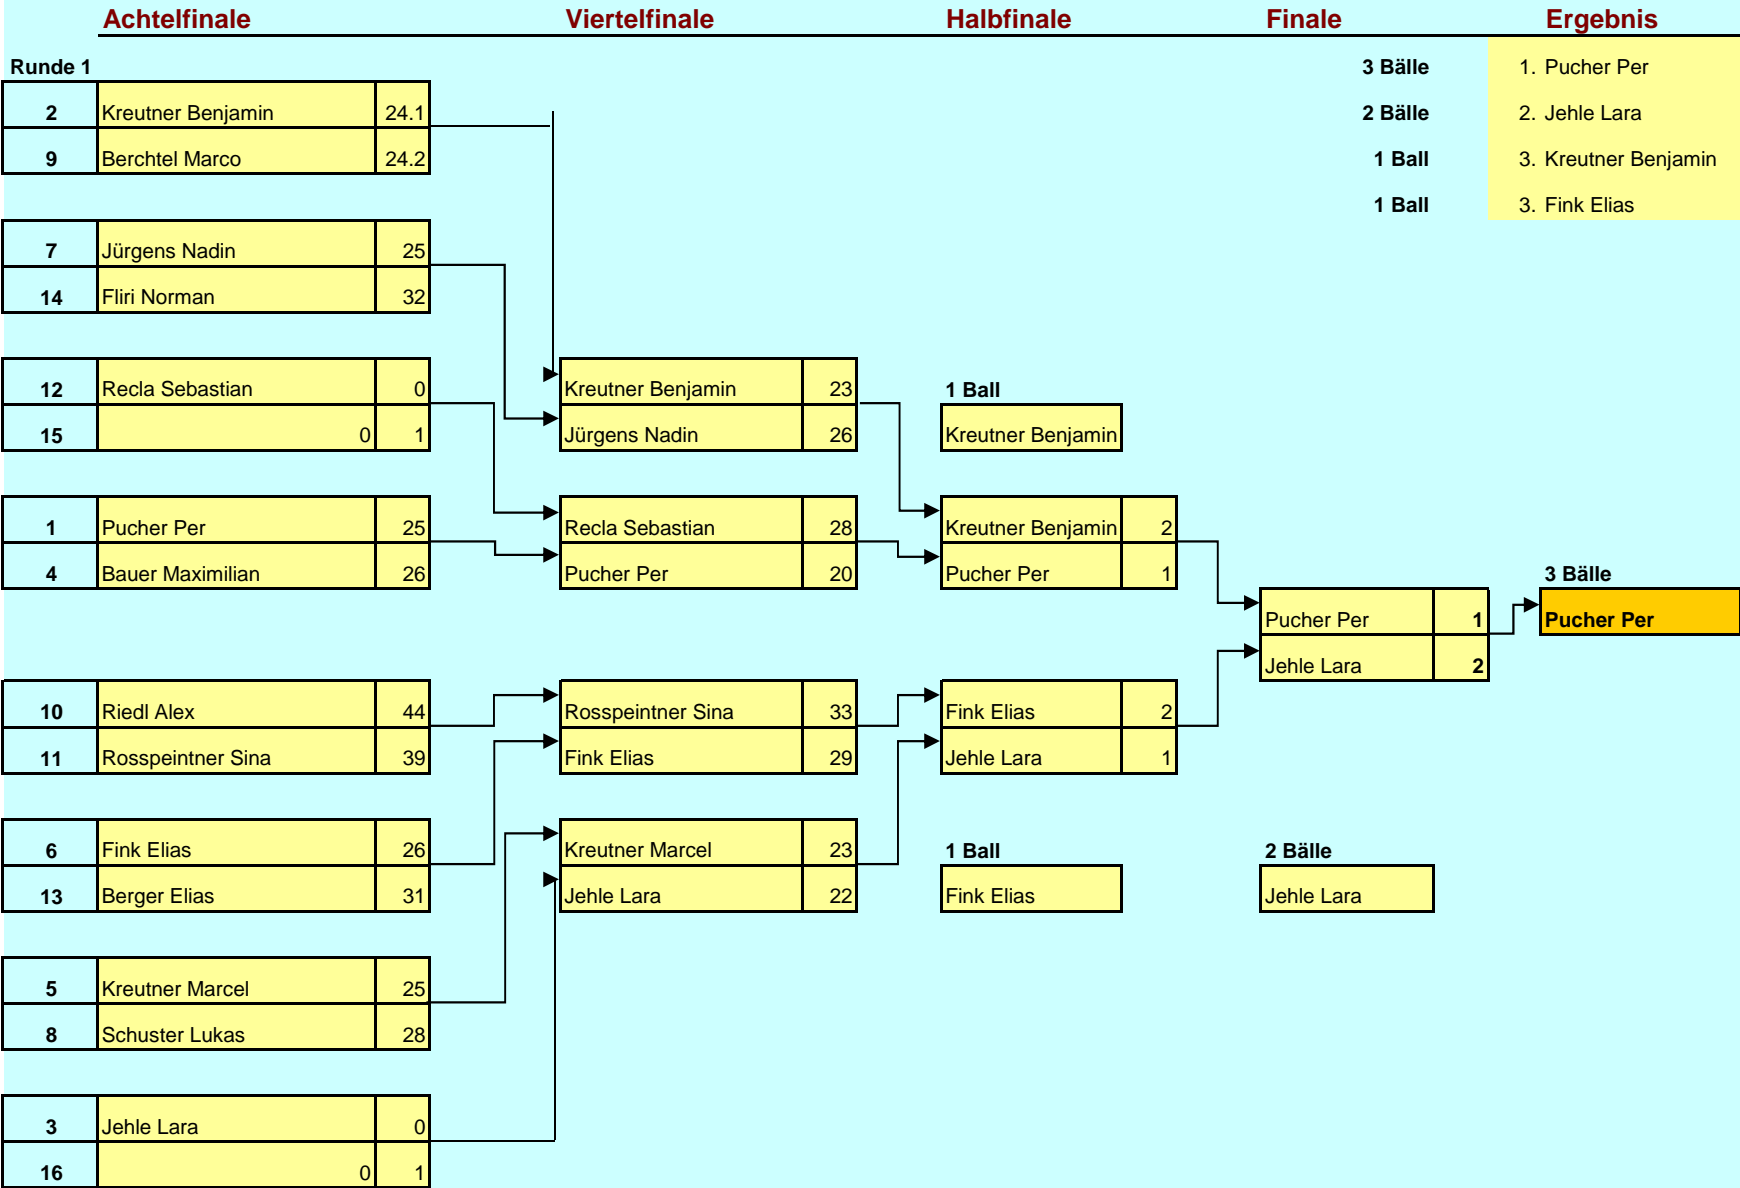 Achtelfinale Viertelfinale Halbfinale Finale Ergebnis
Runde 1 3 Bälle 1. Pucher Per
2 Kreutner Benjamin 24.1 2 Bälle 2. Jehle Lara
9 Berchtel Marco 24.2 1 Ball 3. Kreutner Benjamin
1 Ball 3. Fink Elias
7 Jürgens Nadin 25
14 Fliri Norman 32
12 Recla Sebastian 0 Kreutner Benjamin 23 1 Ball
15 0 1 Jürgens Nadin 26 Kreutner Benjamin
1 Pucher Per 25 Recla Sebastian 28 Kreutner Benjamin 2
4 Bauer Maximilian 26 Pucher Per 20 Pucher Per 1 3 Bälle
Pucher Per 1 Pucher Per
Jehle Lara 2
10 Riedl Alex 44 Rosspeintner Sina 33 Fink Elias 2
11 Rosspeintner Sina 39 Fink Elias 29 Jehle Lara 1
6 Fink Elias 26 Kreutner Marcel 23 1 Ball 2 Bälle
13 Berger Elias 31 Jehle Lara 22 Fink Elias Jehle Lara
5 Kreutner Marcel 25
8 Schuster Lukas 28
3 Jehle Lara 0
16 0 1